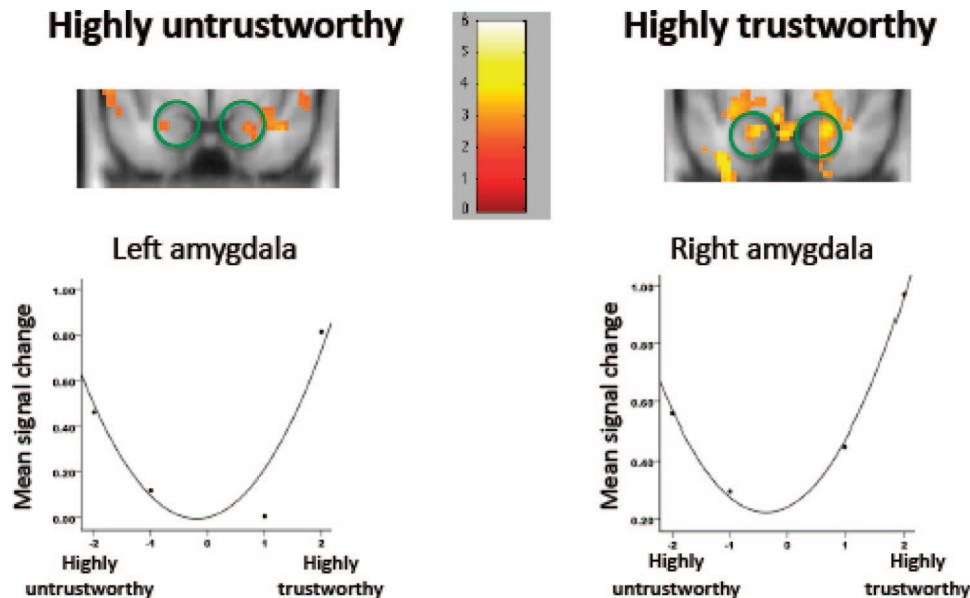 Highly untrustworthy
Highly trustworthy
6
5
4
3
2
1
0
Left amygdala
Mean signal change
1.00
0.80
0.60
0.40
0.20
0.00
-2
-1
0
1
2
Highly
untrustworthy
Highly
trustworthy
Right amygdala
Mean signal change
1.00
0.80
0.60
0.40
0.20
-2
-1
0
1
2
Highly
untrustworthy
Highly
trustworthy